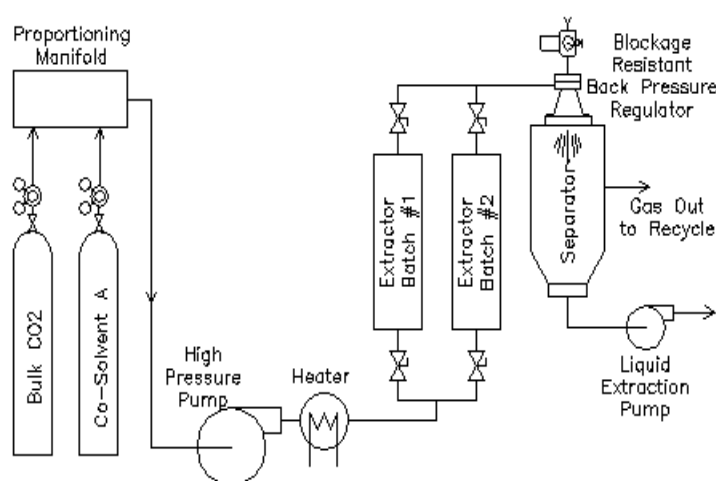 Proportioning
Manifold
Blockage
Resistant
Back Pressure
Regulator
Extractor
Batch #1
Extractor
Batch #2
Separator
Gas Out
to Recycle
Bulk CO2
Co-Solvent A
High
Pressure
Pump
Heater
Liquid
Extraction
Pump